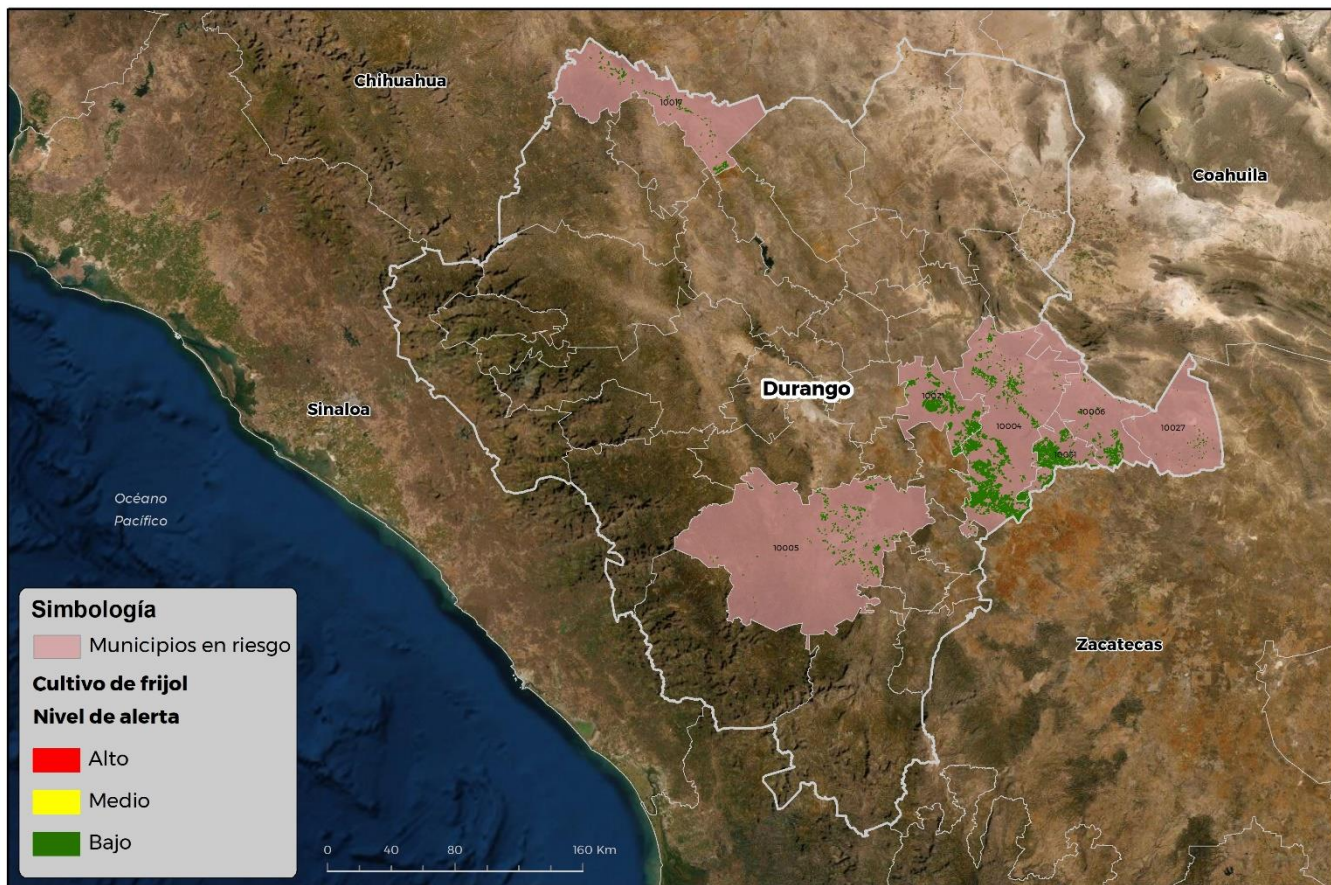 Chihuahua
10017
Coahuila
Durango
Sinaloa
10021
10004
10006
10027
10005
Océano
Pacífico
Zacatecas
Simbología
Municipios en riesgo
Cultivo de frijol
Nivel de alerta
Alto
Medio
Bajo
0 40 80 160 Km